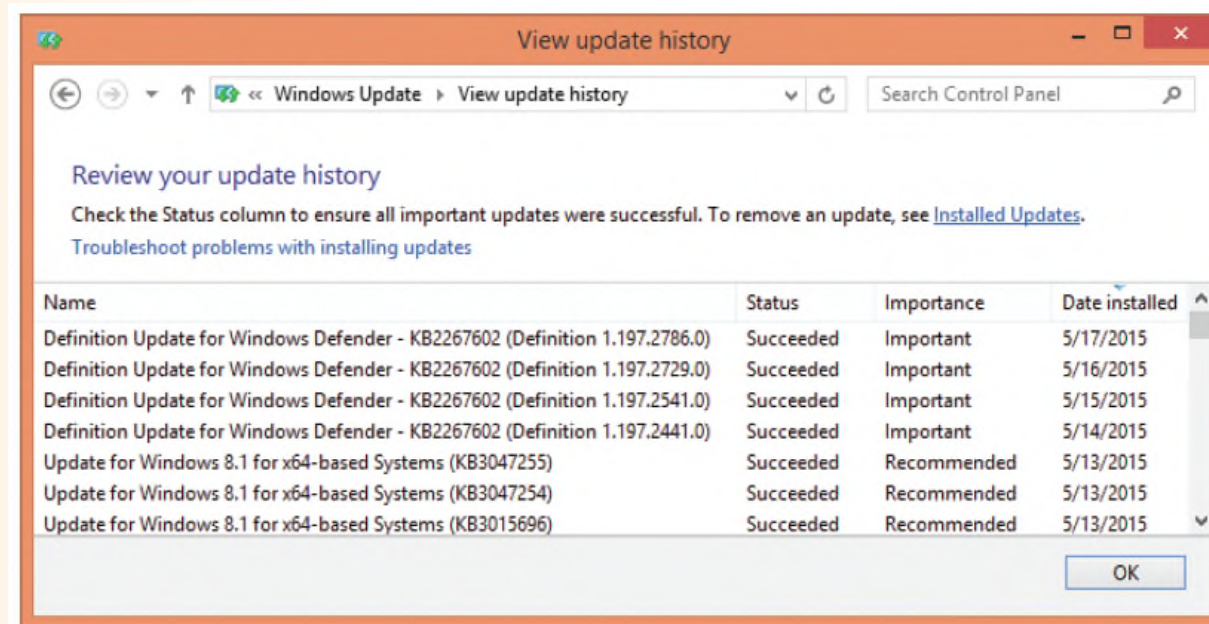 View update history
« Windows Update View update history Search Control Panel
Review your update history
Check the Status column to ensure all important updates were successful. To remove an update, see Installed Updates.
Troubleshoot problems with installing updates
Name Status Importance Date installed
Definition Update for Windows Defender - KB2267602 (Definition 1.197.2786.0) Succeeded Important 5/17/2015
Definition Update for Windows Defender - KB2267602 (Definition 1.197.2729.0) Succeeded Important 5/16/2015
Definition Update for Windows Defender - KB2267602 (Definition 1.197.2541.0) Succeeded Important 5/15/2015
Definition Update for Windows Defender - KB2267602 (Definition 1.197.2441.0) Succeeded Important 5/14/2015
Update for Windows 8.1 for x64-based Systems (KB3047255) Succeeded Recommended 5/13/2015
Update for Windows 8.1 for x64-based Systems (KB3047254) Succeeded Recommended 5/13/2015
Update for Windows 8.1 for x64-based Systems (KB3015696) Succeeded Recommended 5/13/2015
OK